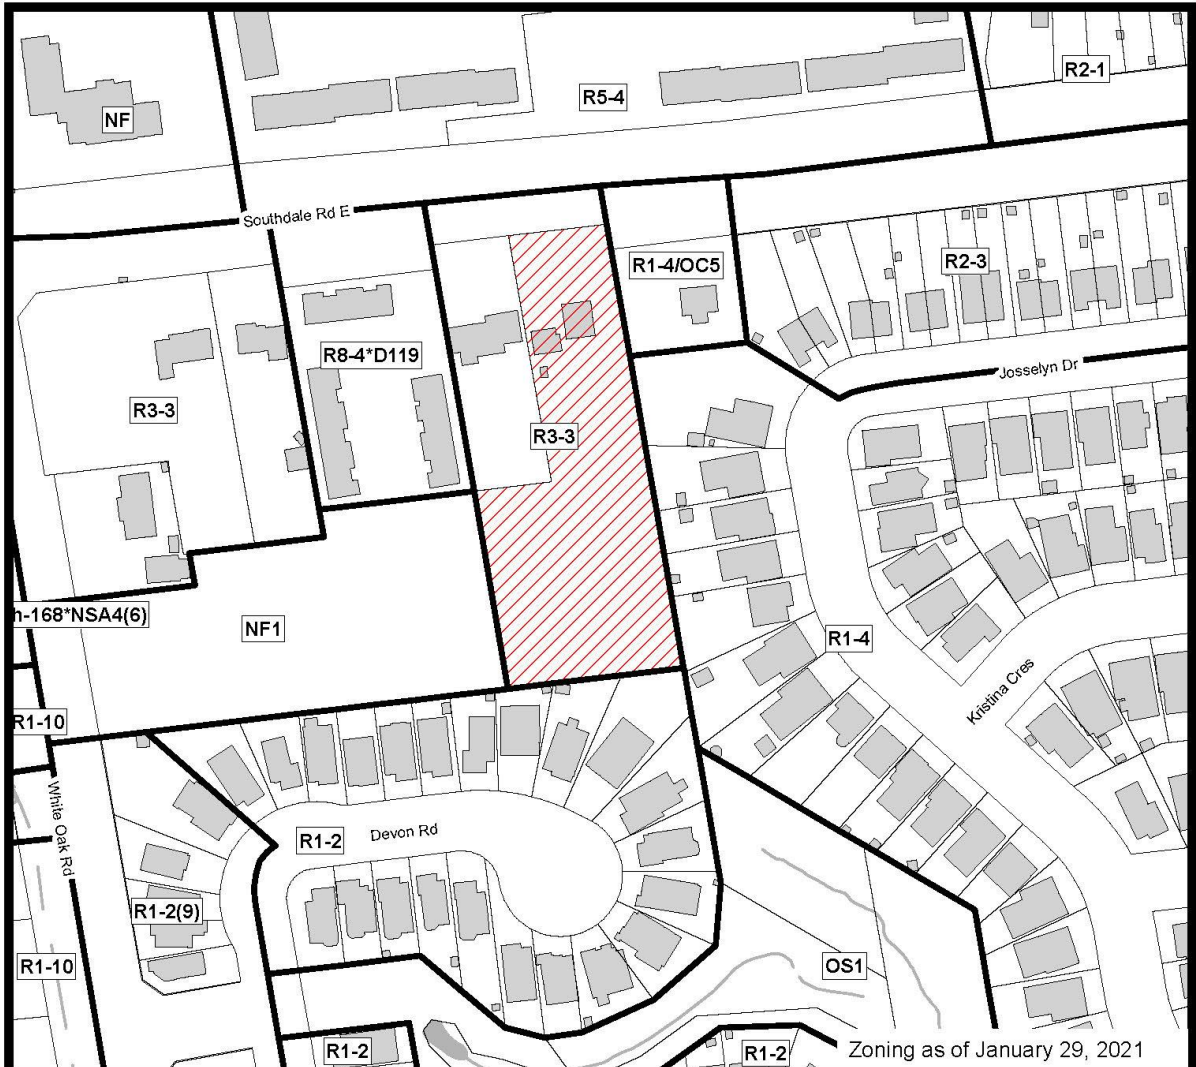 R2-1
R5-4
NF
Southdale Rd E
R1-4/OC5
R2-3
R8-4*D119
Josselyn Dr
R3-3
R3-3
h-168*NSA4(6)
NF1
R1-4
Kristina Cres
R1-10
White Oak Rd
R1-2
Devon Rd
R1-2(9)
R1-10
OS1
R1-2
R1-2
Zoning as of January 29, 2021